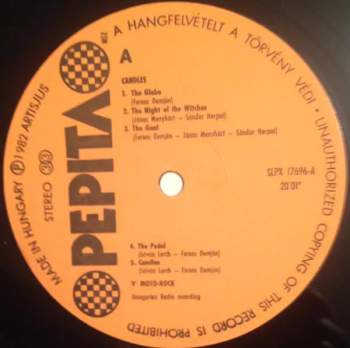 A HANGFELVÉTELT A TÖRVÉNY VÉDI • UNAUTHORIZED COPYING OF THIS RECORD IS PROHIBITED
MADE IN HUNGARY Ⓟ 1982 ARTISJUS
STEREO 33
PEPITA
A
CANDLES
1. The Globe
(Ferenc Demjén)
2. The Night of the Witches
(János Menyhárt – Sándor Herpai)
3. The Goal
(Ferenc Demjén – János Menyhárt – Sándor Herpai)
SLPX 17696-A
20'01"
4. The Pedal
(István Lerch – Ferenc Demjén)
5. Candles
(István Lerch – Ferenc Demjén)
V' MOTO-ROCK
Hungarian Radio recording